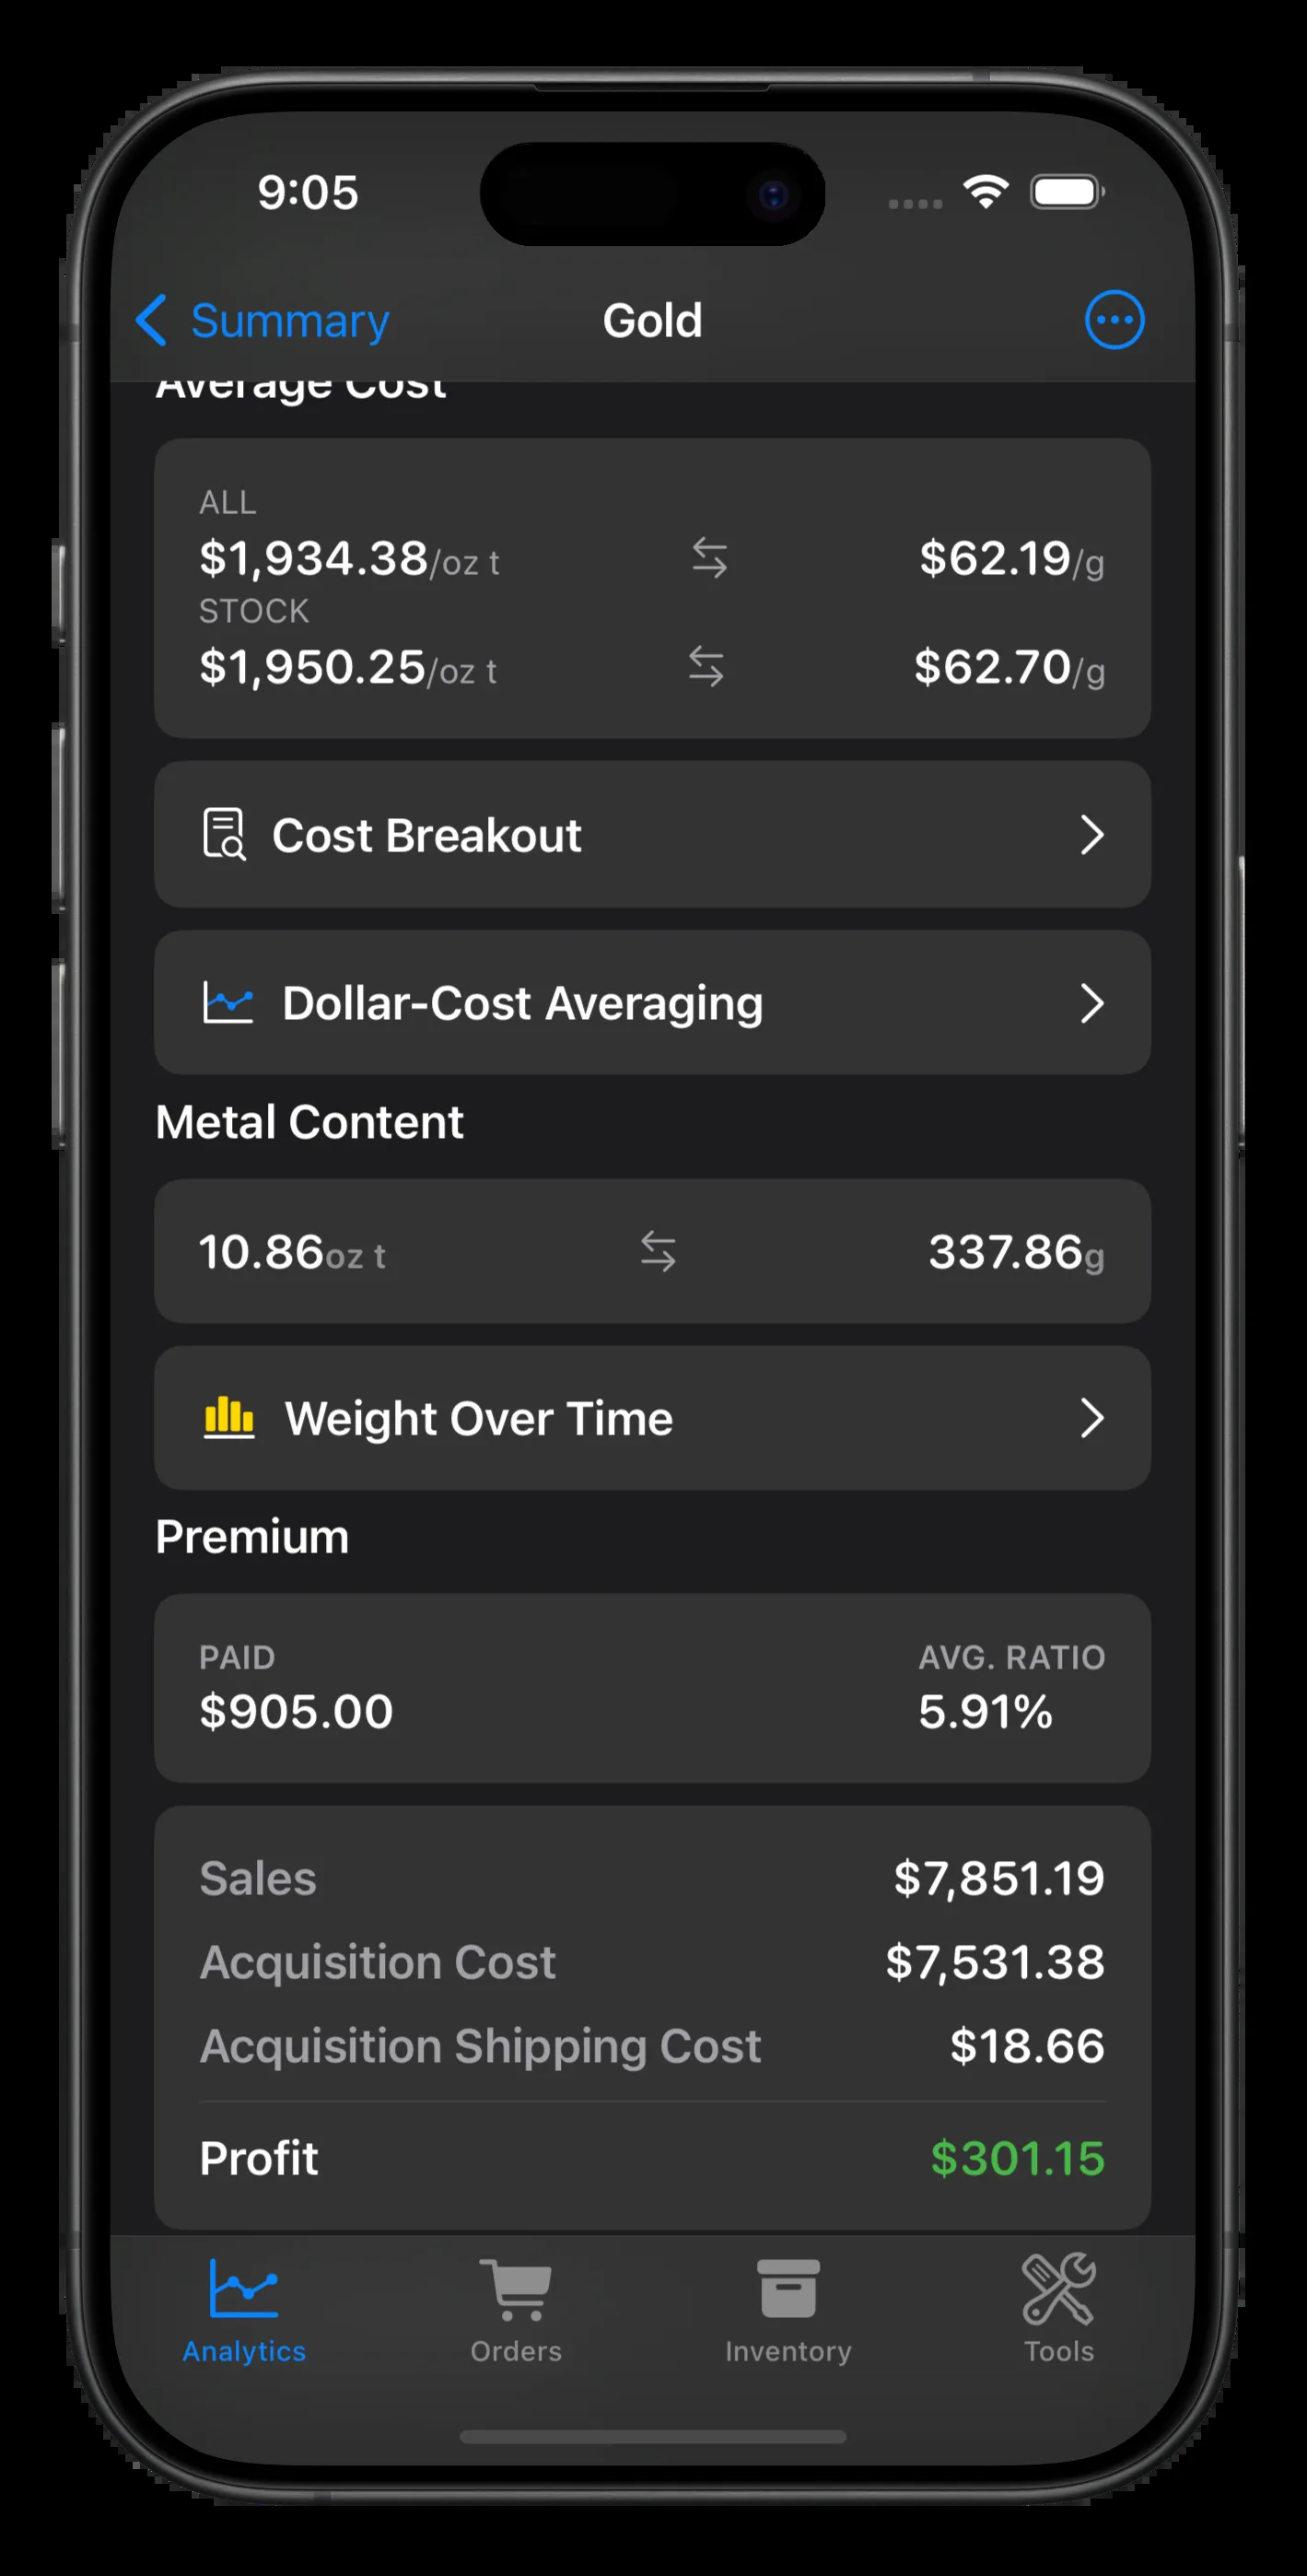 9:05
Summary
Gold
Average Cost
ALL
$1,934.38/oz t
$62.19/g
STOCK
$1,950.25/oz t
$62.70/g
Cost Breakout
Dollar-Cost Averaging
Metal Content
10.86oz t
337.86g
Weight Over Time
Premium
PAID
AVG. RATIO
$905.00
5.91%
Sales
$7,851.19
Acquisition Cost
$7,531.38
Acquisition Shipping Cost
$18.66
Profit
$301.15
Analytics
Orders
Inventory
Tools